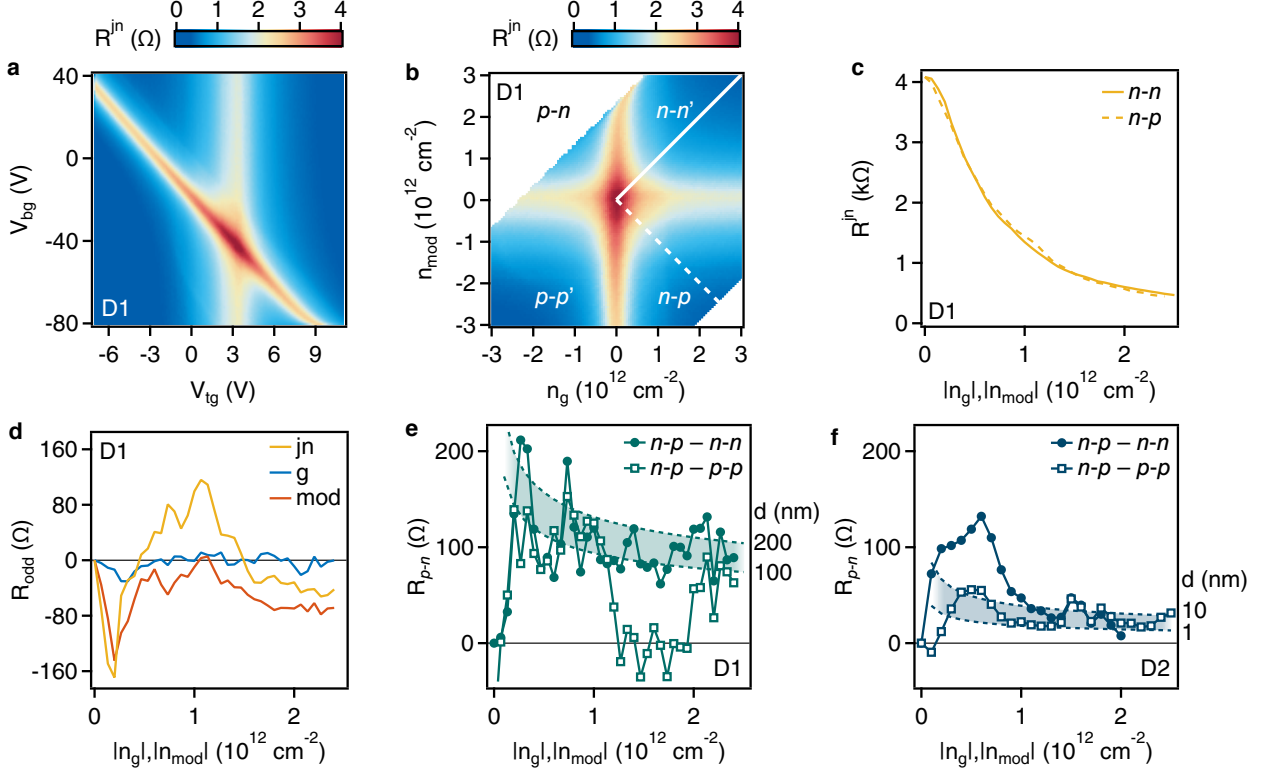 0 1 2 3 4
R^jn (Ω)
0 1 2 3 4
R^jn (Ω)
a
40
0
-40
-80
V_bg (V)
D1
-6 -3 0 3 6 9
V_tg (V)
b
3
2
1
0
-1
-2
-3
n_mod (10^12 cm^-2)
D1
p-n
n-n’
p-p’
n-p
-3 -2 -1 0 1 2 3
n_g (10^12 cm^-2)
c
4
3
2
1
0
R^jn (kΩ)
n-n
n-p
D1
0 1 2
|n_g|,|n_mod| (10^12 cm^-2)
d
160
80
0
-80
-160
R_odd (Ω)
D1
jn
g
mod
0 1 2
|n_g|,|n_mod| (10^12 cm^-2)
e
200
100
0
R_p-n (Ω)
n-p – n-n
n-p – p-p
d (nm)
200
100
D1
0 1 2
|n_g|,|n_mod| (10^12 cm^-2)
f
200
100
0
R_p-n (Ω)
n-p – n-n
n-p – p-p
d (nm)
10
1
D2
0 1 2
|n_g|,|n_mod| (10^12 cm^-2)